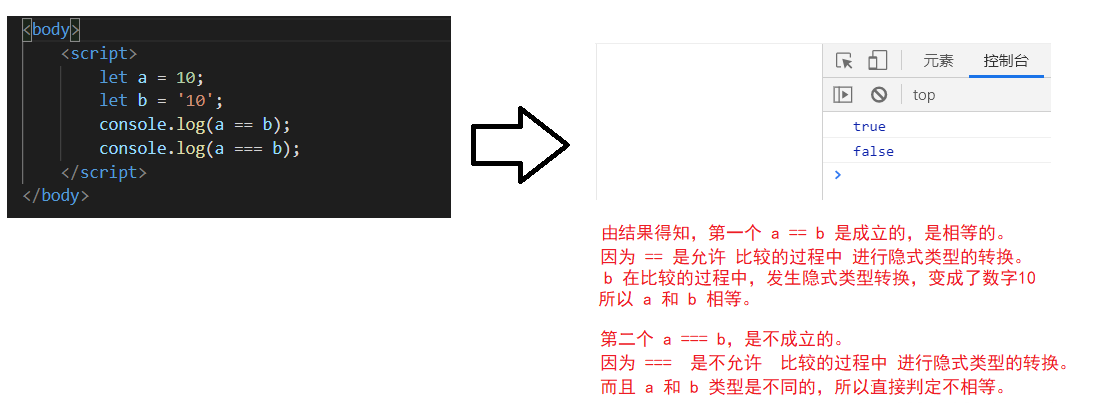 <body>
<script>
let a = 10;
let b = '10';
console.log(a == b);
console.log(a === b);
</script>
</body>
元素 控制台
top
true
false
›
由结果得知，第一个 a == b 是成立的，是相等的。
因为 == 是允许 比较的过程中 进行隐式类型的转换。
b 在比较的过程中，发生隐式类型转换，变成了数字10
所以 a 和 b 相等。
第二个 a === b，是不成立的。
因为 === 是不允许 比较的过程中 进行隐式类型的转换。
而且 a 和 b 类型是不同的，所以直接判定不相等。